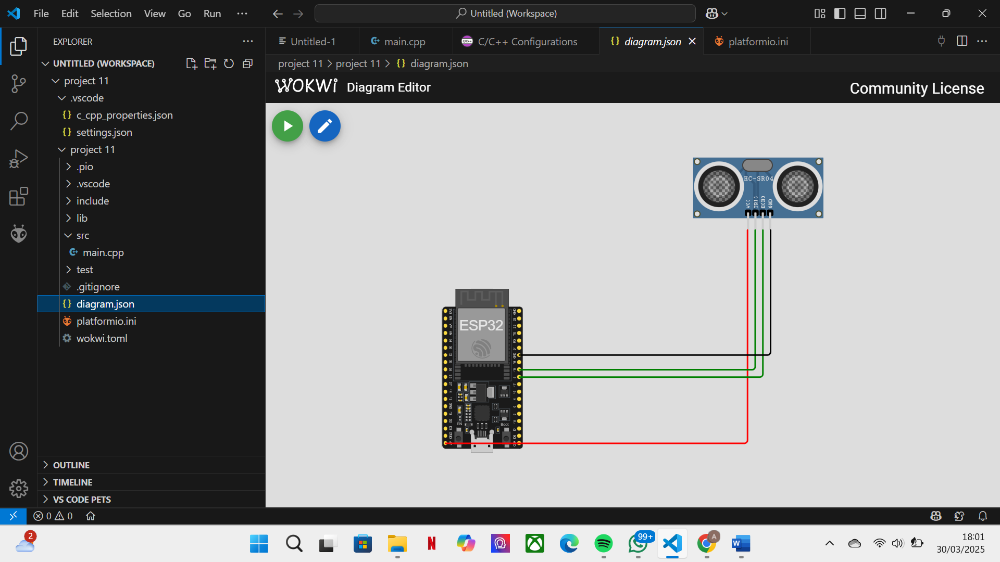 File Edit Selection View Go Run ···
Untitled (Workspace)
EXPLORER
UNTITLED (WORKSPACE)
project 11
.vscode
c_cpp_properties.json
settings.json
project 11
.pio
.vscode
include
lib
src
main.cpp
test
.gitignore
diagram.json
platformio.ini
wokwi.toml
OUTLINE
TIMELINE
VS CODE PETS
Untitled-1 main.cpp C/C++ Configurations diagram.json platformio.ini
project 11 > project 11 > {} diagram.json
WOKWi Diagram Editor
Community License
HC-SR04
VCC
TRIG
ECHO
GND
ESP32
EN
Boot
0 0
2
99+
A
18:01
30/03/2025